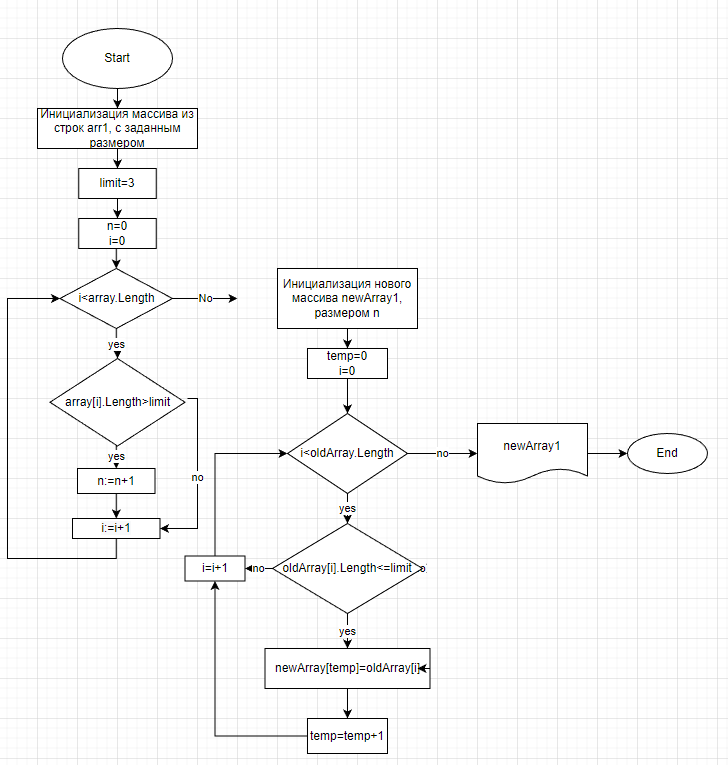 Start
Инициализация массива из
строк arr1, с заданным
размером
limit=3
n=0
i=0
i<array.Length
No
yes
array[i].Length>limit
yes
no
n:=n+1
i:=i+1
Инициализация нового
массива newArray1,
размером n
temp=0
i=0
i<oldArray.Length
no
newArray1
End
yes
oldArray[i].Length<=limit
no
i=i+1
yes
newArray[temp]=oldArray[i]
temp=temp+1